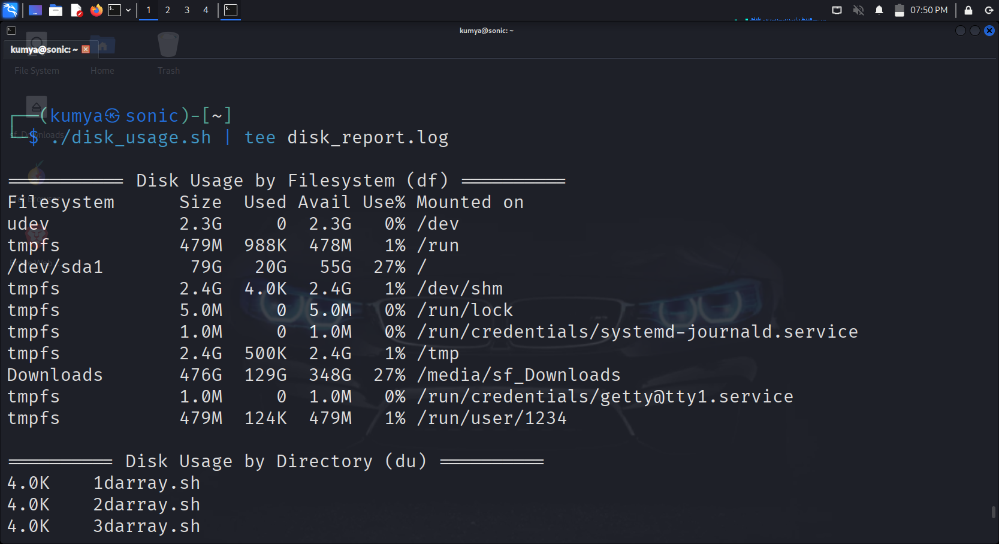 1 2 3 4 07:50 PM
kumya@sonic: ~
kumya@sonic: ~
File System Home Trash
┌──(kumya㉿sonic)-[~]
sf_Downloads
└─$ ./disk_usage.sh | tee disk_report.log
=========== Disk Usage by Filesystem (df) ==========
Filesystem Size Used Avail Use% Mounted on
udev 2.3G 0 2.3G 0% /dev
tmpfs 479M 988K 478M 1% /run
/dev/sda1 79G 20G 55G 27% /
tmpfs 2.4G 4.0K 2.4G 1% /dev/shm
tmpfs 5.0M 0 5.0M 0% /run/lock
tmpfs 1.0M 0 1.0M 0% /run/credentials/systemd-journald.service
tmpfs 2.4G 500K 2.4G 1% /tmp
Downloads 476G 129G 348G 27% /media/sf_Downloads
tmpfs 1.0M 0 1.0M 0% /run/credentials/getty@tty1.service
tmpfs 479M 124K 479M 1% /run/user/1234
========== Disk Usage by Directory (du) ==========
4.0K 1darray.sh
4.0K 2darray.sh
4.0K 3darray.sh